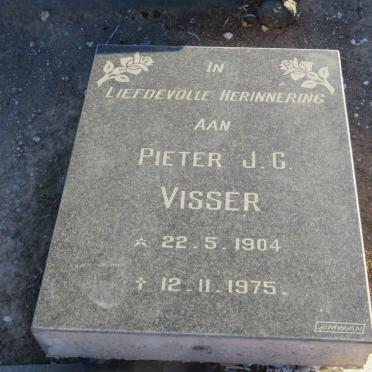 IN
LIEFDEVOLLE HERINNERING
AAN
PIETER J. G.
VISSER
22. 5. 1904
† 12. 11. 1975.